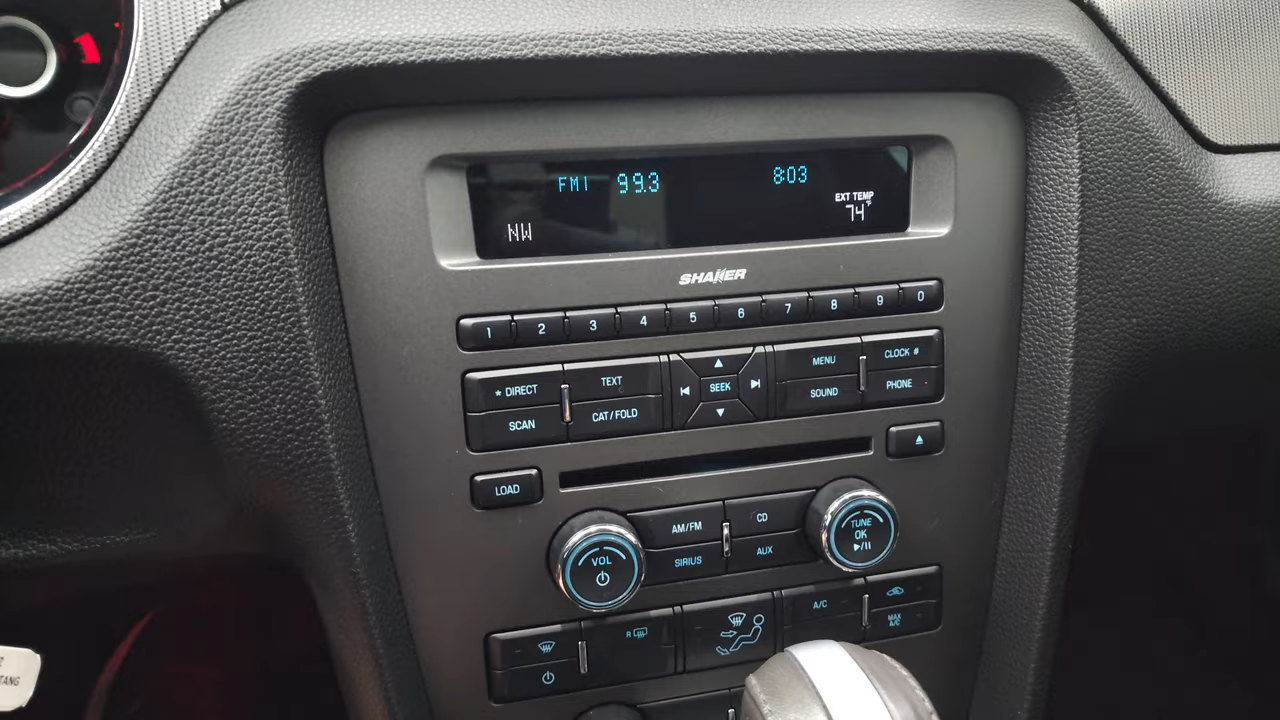 FM1 99.3 8:03
EXT TEMP
NW 74°F
SHAKER
1 2 3 4 5 6 7 8 9 0
* DIRECT TEXT MENU CLOCK #
SCAN CAT/FOLD SEEK SOUND PHONE
LOAD
AM/FM CD
SIRIUS AUX
VOL
TUNE
OK
R A/C
MAX
A/C
TANG